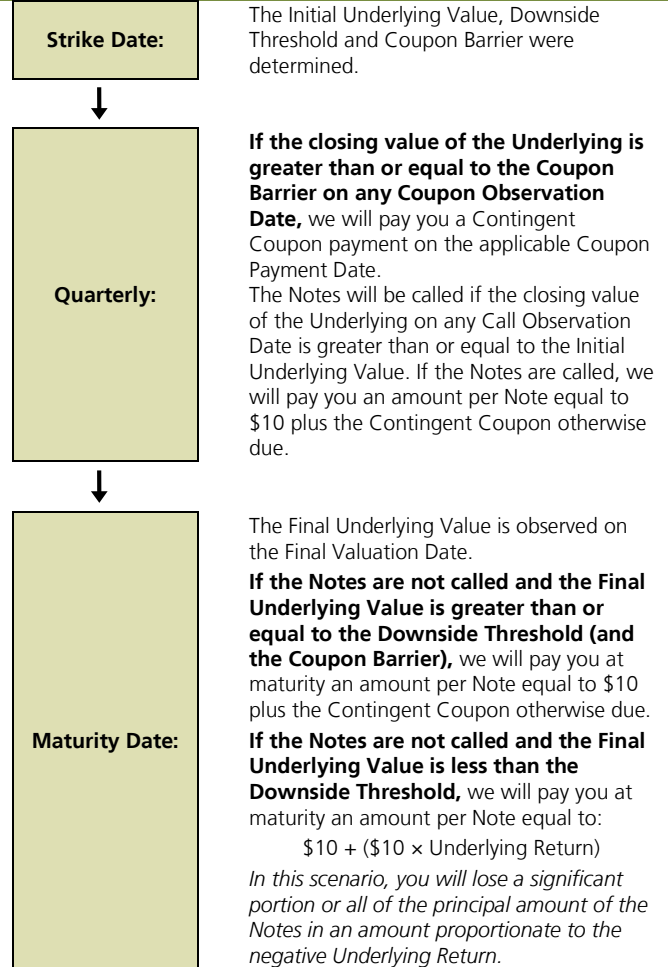 Strike Date:
The Initial Underlying Value, Downside
Threshold and Coupon Barrier were
determined.
Quarterly:
If the closing value of the Underlying is
greater than or equal to the Coupon
Barrier on any Coupon Observation
Date, we will pay you a Contingent
Coupon payment on the applicable Coupon
Payment Date.
The Notes will be called if the closing value
of the Underlying on any Call Observation
Date is greater than or equal to the Initial
Underlying Value. If the Notes are called, we
will pay you an amount per Note equal to
$10 plus the Contingent Coupon otherwise
due.
Maturity Date:
The Final Underlying Value is observed on
the Final Valuation Date.
If the Notes are not called and the Final
Underlying Value is greater than or
equal to the Downside Threshold (and
the Coupon Barrier), we will pay you at
maturity an amount per Note equal to $10
plus the Contingent Coupon otherwise due.
If the Notes are not called and the Final
Underlying Value is less than the
Downside Threshold, we will pay you at
maturity an amount per Note equal to:
$10 + ($10 × Underlying Return)
In this scenario, you will lose a significant
portion or all of the principal amount of the
Notes in an amount proportionate to the
negative Underlying Return.